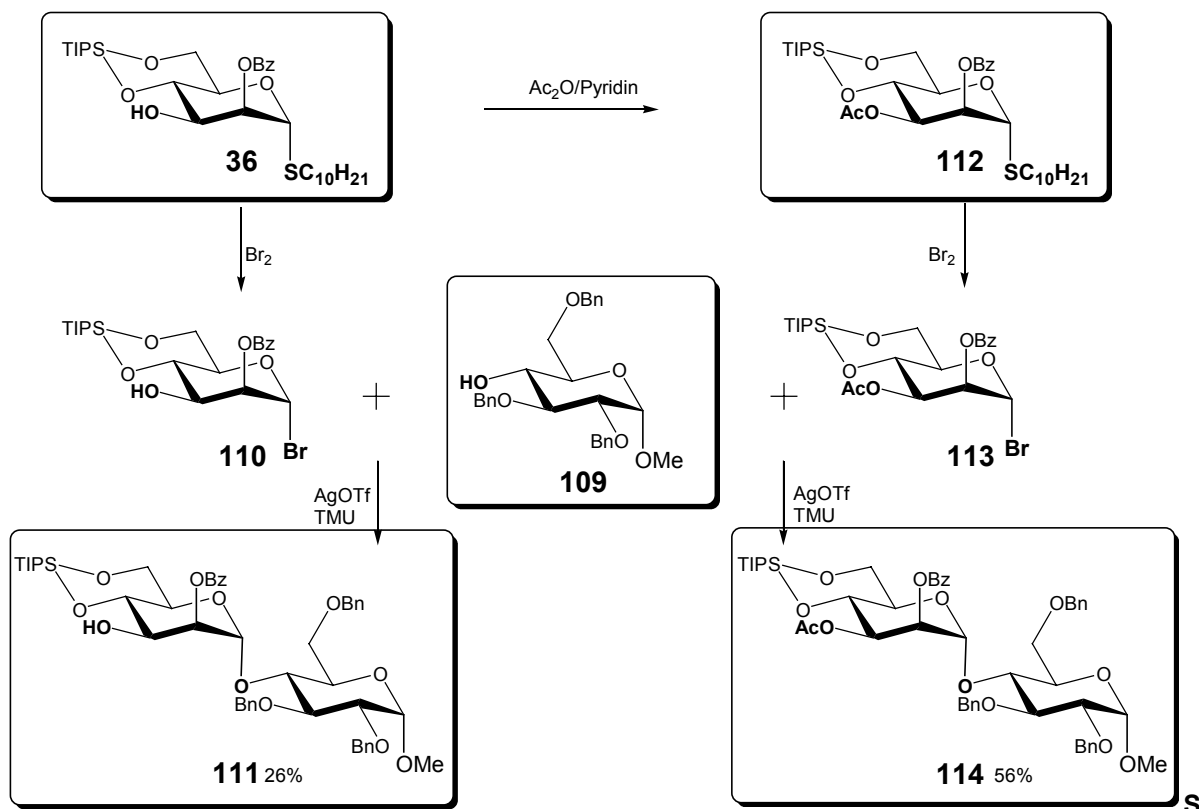 TIPS O O OBz O HO
36
SC10H21
Ac2O/Pyridin
TIPS O O OBz O AcO
112
SC10H21
Br2
Br2
TIPS O O OBz O HO
110 Br
+
OBn
HO O
BnO
BnO
OMe
109
+
TIPS O O OBz O AcO
113 Br
AgOTf
TMU
AgOTf
TMU
TIPS O O OBz O HO
OBn
O O
BnO
BnO
OMe
111 26%
TIPS O O OBz O AcO
OBn
O O
BnO
BnO
OMe
114 56%
S